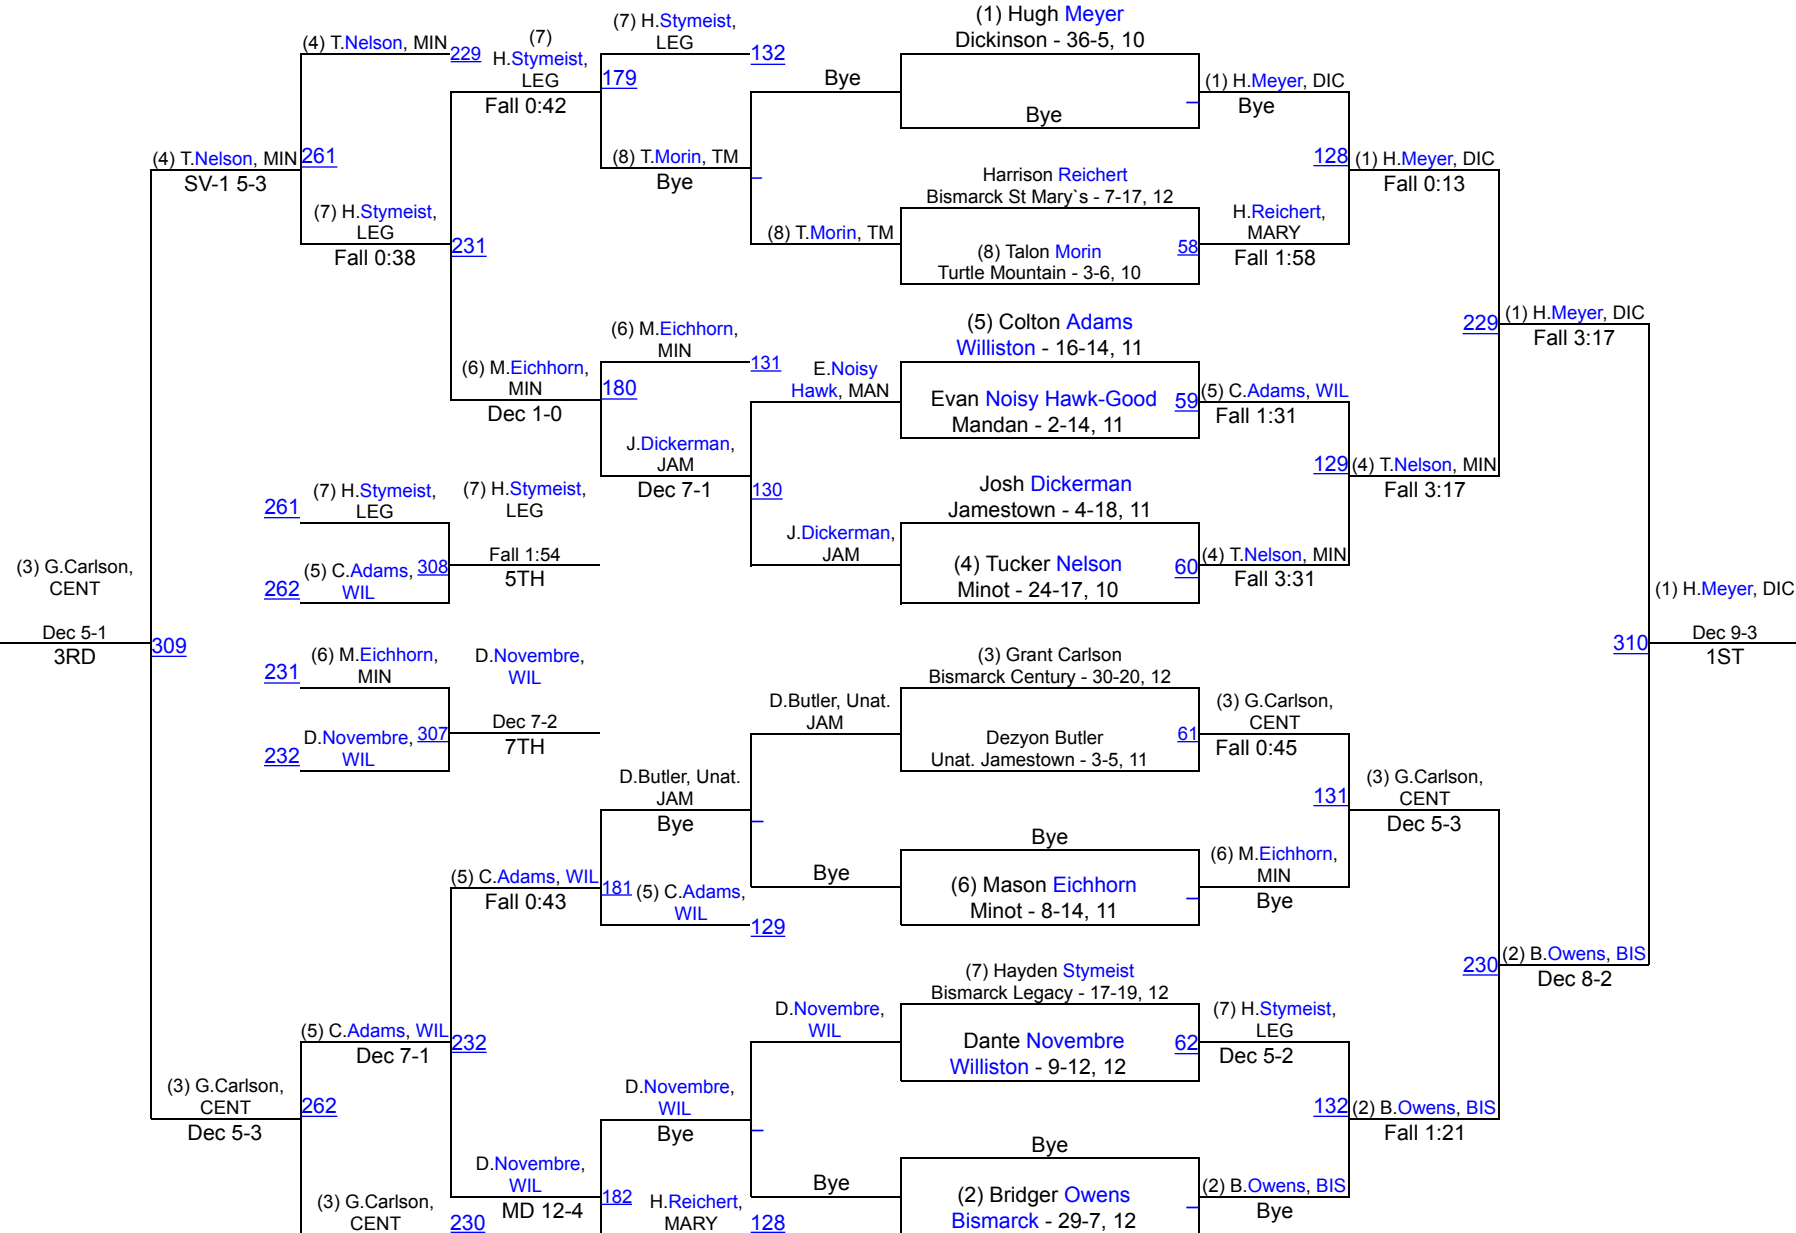 (1) Hugh Meyer
Dickinson - 36-5, 10
Bye
(1) H.Meyer, DIC
Bye
Harrison Reichert
Bismarck St Mary`s - 7-17, 12
(8) Talon Morin
Turtle Mountain - 3-6, 10
58
H.Reichert,
MARY
Fall 1:58
128
(1) H.Meyer, DIC
Fall 0:13
(5) Colton Adams
Williston - 16-14, 11
Evan Noisy Hawk-Good
Mandan - 2-14, 11
59
(5) C.Adams, WIL
Fall 1:31
Josh Dickerman
Jamestown - 4-18, 11
(4) Tucker Nelson
Minot - 24-17, 10
60
(4) T.Nelson, MIN
Fall 3:31
129
(4) T.Nelson, MIN
Fall 3:17
229
(1) H.Meyer, DIC
Fall 3:17
(3) Grant Carlson
Bismarck Century - 30-20, 12
Dezyon Butler
Unat. Jamestown - 3-5, 11
61
(3) G.Carlson,
CENT
Fall 0:45
Bye
(6) Mason Eichhorn
Minot - 8-14, 11
(6) M.Eichhorn,
MIN
Bye
131
(3) G.Carlson,
CENT
Dec 5-3
(7) Hayden Stymeist
Bismarck Legacy - 17-19, 12
Dante Novembre
Williston - 9-12, 12
62
(7) H.Stymeist,
LEG
Dec 5-2
Bye
(2) Bridger Owens
Bismarck - 29-7, 12
(2) B.Owens, BIS
Bye
132
(2) B.Owens, BIS
Fall 1:21
230
(2) B.Owens, BIS
Dec 8-2
310
(1) H.Meyer, DIC
Dec 9-3
1ST
Bye
(8) T.Morin, TM
(8) T.Morin, TM
Bye
(7) H.Stymeist,
LEG
132
179
(7)
H.Stymeist,
LEG
Fall 0:42
E.Noisy
Hawk, MAN
J.Dickerman,
JAM
130
J.Dickerman,
JAM
Dec 7-1
(6) M.Eichhorn,
MIN
131
180
(6) M.Eichhorn,
MIN
Dec 1-0
231
(7) H.Stymeist,
LEG
Fall 0:38
(4) T.Nelson, MIN
229
261
(4) T.Nelson, MIN
SV-1 5-3
261
(7) H.Stymeist,
LEG
262
(5) C.Adams,
WIL
308
(7) H.Stymeist,
LEG
Fall 1:54
5TH
231
(6) M.Eichhorn,
MIN
232
D.Novembre,
WIL
307
D.Novembre,
WIL
Dec 7-2
7TH
D.Butler, Unat.
JAM
Bye
D.Butler, Unat.
JAM
Bye
(5) C.Adams,
WIL
129
181
(5) C.Adams, WIL
Fall 0:43
D.Novembre,
WIL
Bye
D.Novembre,
WIL
Bye
H.Reichert,
MARY
128
182
D.Novembre,
WIL
MD 12-4
232
(5) C.Adams, WIL
Dec 7-1
(3) G.Carlson,
CENT
230
262
(3) G.Carlson,
CENT
Dec 5-3
309
(3) G.Carlson,
CENT
Dec 5-1
3RD